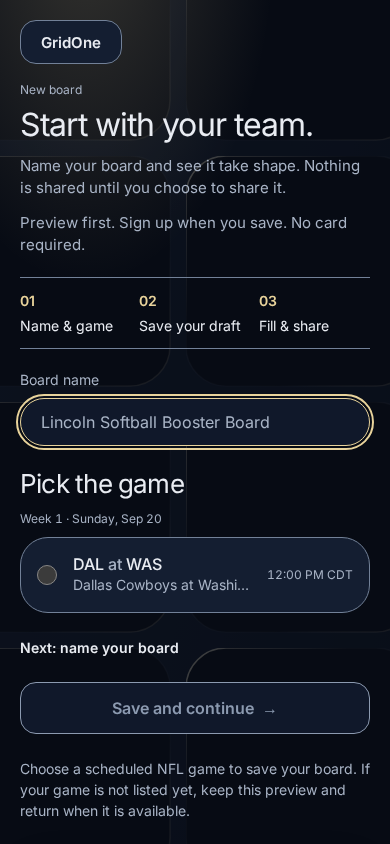 GridOne
New board
Start with your team.
Name your board and see it take shape. Nothing
is shared until you choose to share it.
Preview first. Sign up when you save. No card
required.
01 02 03
Name & game Save your draft Fill & share
Board name
Lincoln Softball Booster Board
Pick the game
Week 1 · Sunday, Sep 20
DAL at WAS
Dallas Cowboys at Washi...
12:00 PM CDT
Next: name your board
Save and continue →
Choose a scheduled NFL game to save your board. If
your game is not listed yet, keep this preview and
return when it is available.